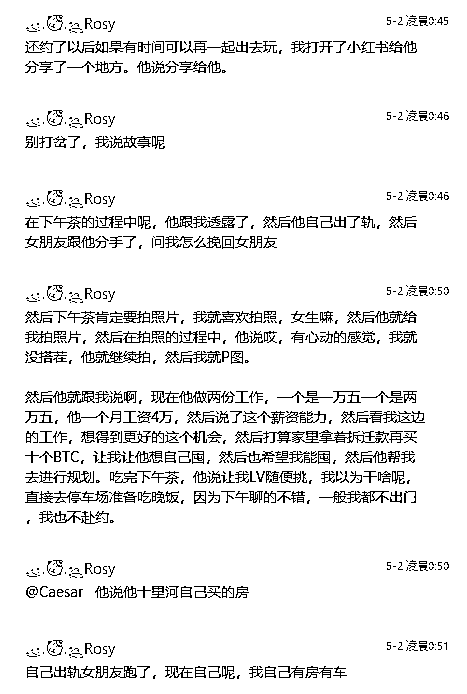 Rosy 5-2 凌晨0:45
还约了以后如果有时间可以再一起出去玩，我打开了小红书给他
分享了一个地方。他说分享给他。
Rosy 5-2 凌晨0:46
别打岔了，我说故事呢
Rosy 5-2 凌晨0:46
在下午茶的过程中呢，他跟我透露了，然后他自己出了轨，然后
女朋友跟他分手了，问我怎么挽回女朋友
Rosy 5-2 凌晨0:50
然后下午茶肯定要拍照片，我就喜欢拍照，女生嘛，然后他就给
我拍照片，然后在拍照的过程中，他说哎，有心动的感觉，我就
没搭茬，他就继续拍，然后我就P图。
然后他就跟我说啊，现在他做两份工作，一个是一万五一个是两
万五，他一个月工资4万，然后说了这个薪资能力，然后看我这边
的工作，想得到更好的这个机会，然后打算家里拿着拆迁款再买
十个BTC，让我让他想自己囤，然后也希望我能囤，然后他帮我
去进行规划。吃完下午茶，他说让我LV随便挑，我以为干啥呢，
直接去停车场准备吃晚饭，因为下午聊的不错，一般我都不出门
，我也不赴约。
Rosy 5-2 凌晨0:50
@Caesar 他说他十里河自己买的房
Rosy 5-2 凌晨0:51
自己出轨女朋友跑了，现在自己呢，我自己有房有车